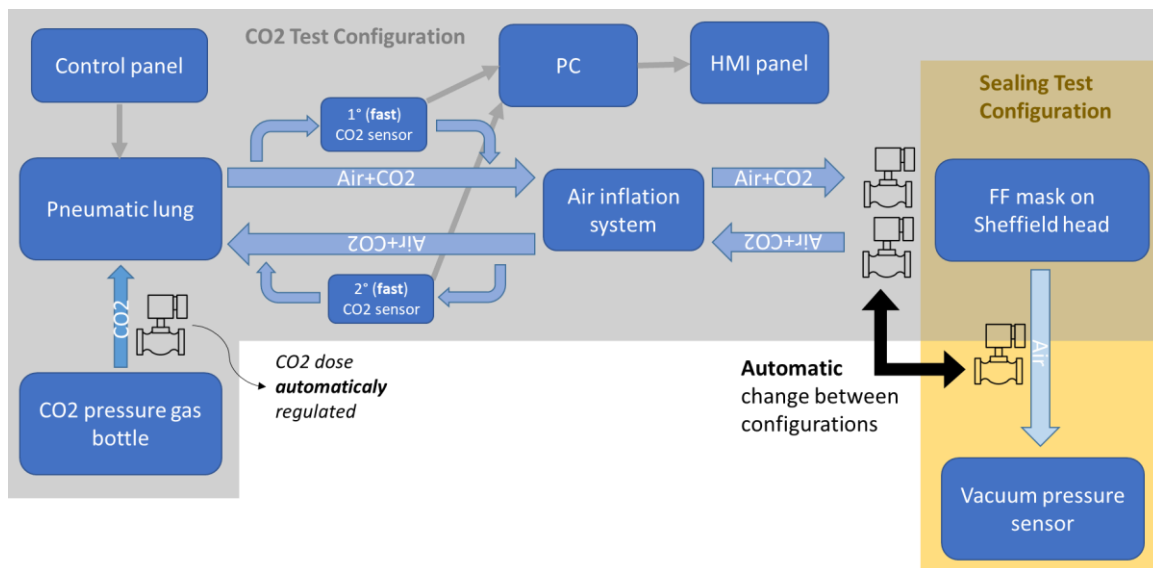 CO2 Test Configuration
Control panel
PC
HMI panel
Sealing Test
Configuration
1° (fast)
CO2 sensor
Air+CO2
Air+CO2
Pneumatic lung
Air inflation
system
FF mask on
Sheffield head
Air+CO2
Air+CO2
2° (fast)
CO2 sensor
CO2
Air
CO2 dose
automaticaly
regulated
Automatic
change between
configurations
CO2 pressure gas
bottle
Vacuum pressure
sensor